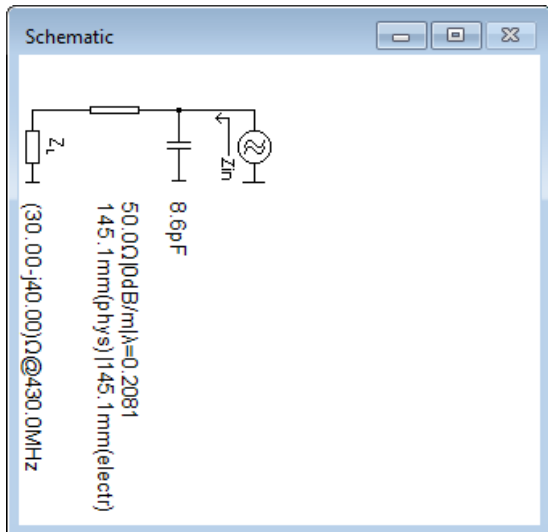 Schematic
Z_L
Zin
8.6pF
50.0Ω|0dB/m|λ=0.2081
145.1mm(phys)|145.1mm(electr)
(30.00-j40.00)Ω@430.0MHz